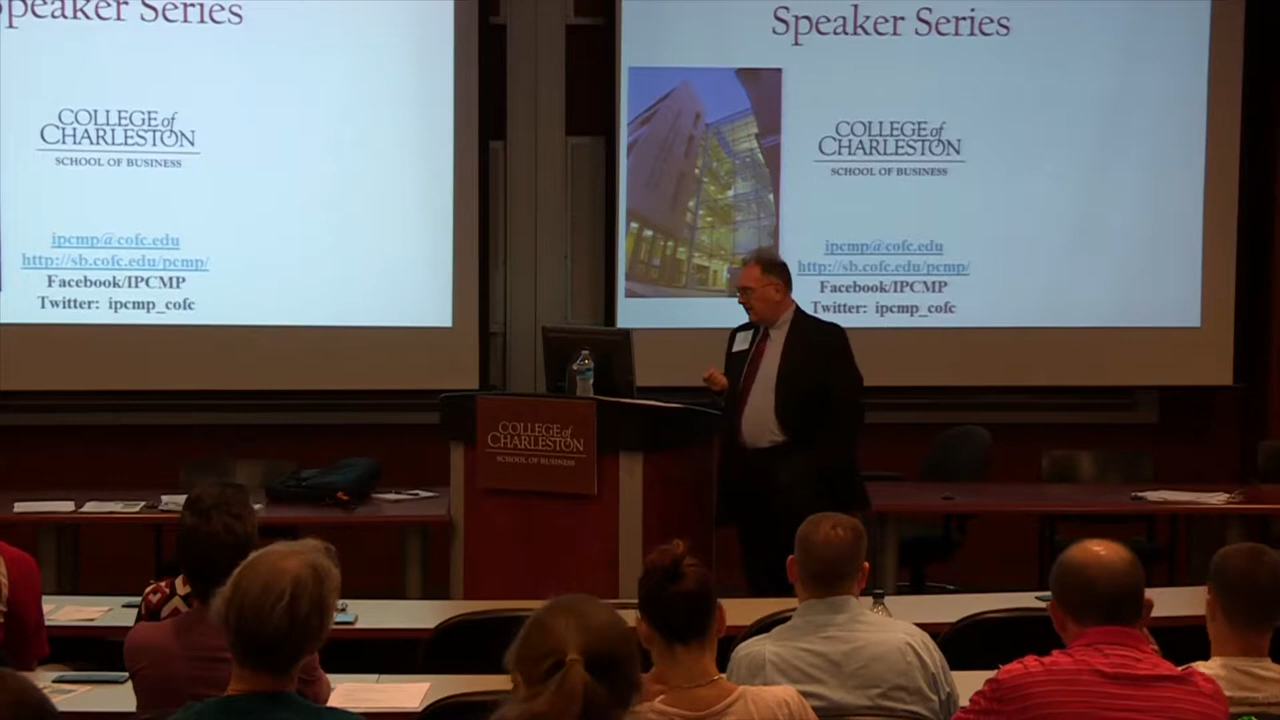 Speaker Series
COLLEGE of
CHARLESTON
SCHOOL OF BUSINESS
ipcmp@cofc.edu
http://sb.cofc.edu/pcmp/
Facebook/IPCMP
Twitter: ipcmp_cofc
Speaker Series
COLLEGE of
CHARLESTON
SCHOOL OF BUSINESS
ipcmp@cofc.edu
http://sb.cofc.edu/pcmp/
Facebook/IPCMP
Twitter: ipcmp_cofc
COLLEGE of
CHARLESTON
SCHOOL OF BUSINESS